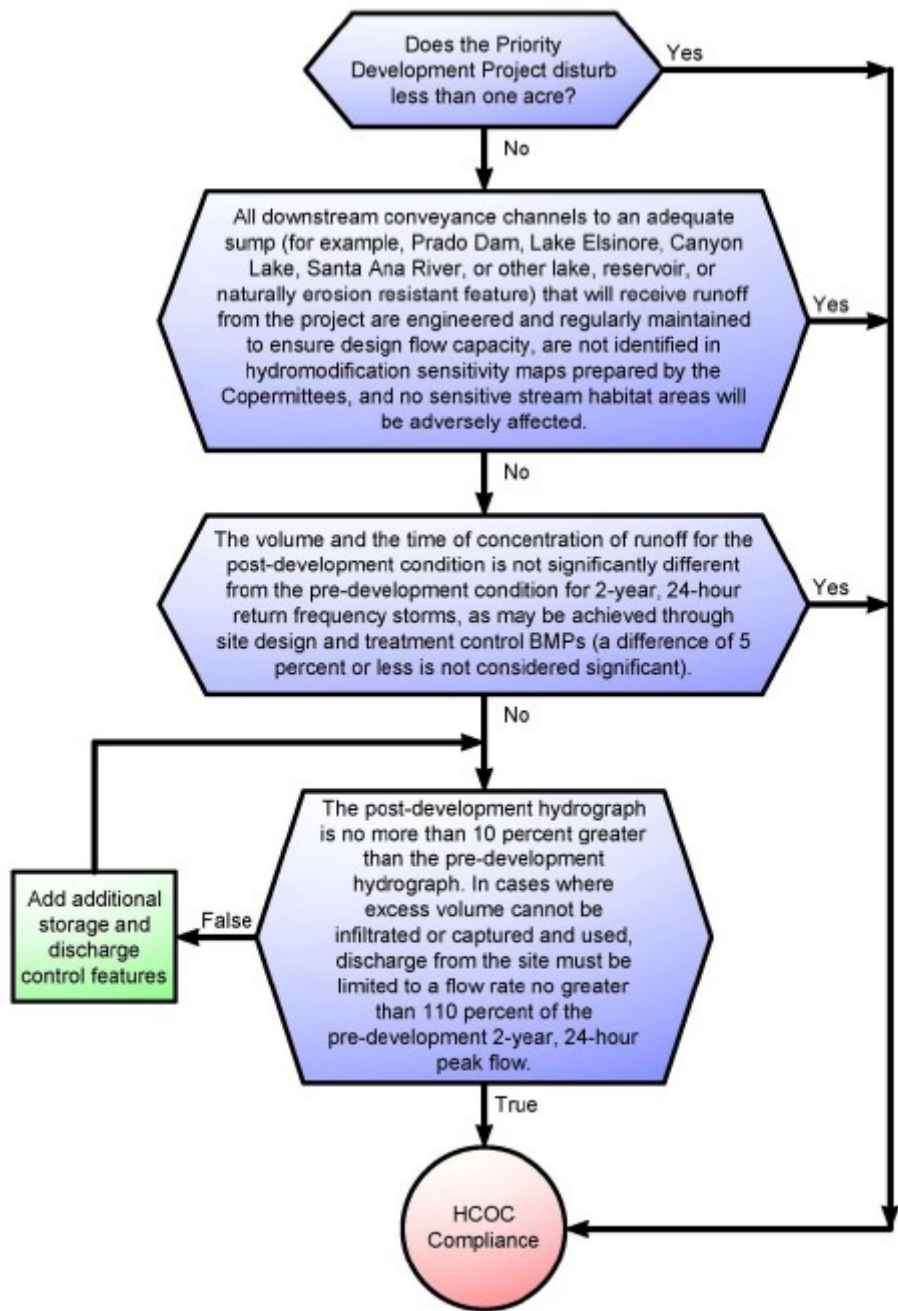 Does the Priority
Development Project disturb
less than one acre?
Yes
No
All downstream conveyance channels to an adequate
sump (for example, Prado Dam, Lake Elsinore, Canyon
Lake, Santa Ana River, or other lake, reservoir, or
naturally erosion resistant feature) that will receive runoff
from the project are engineered and regularly maintained
to ensure design flow capacity, are not identified in
hydromodification sensitivity maps prepared by the
Copermittees, and no sensitive stream habitat areas will
be adversely affected.
Yes
No
The volume and the time of concentration of runoff for the
post-development condition is not significantly different
from the pre-development condition for 2-year, 24-hour
return frequency storms, as may be achieved through
site design and treatment control BMPs (a difference of 5
percent or less is not considered significant).
Yes
No
The post-development hydrograph
is no more than 10 percent greater
than the pre-development
hydrograph. In cases where
excess volume cannot be
infiltrated or captured and used,
discharge from the site must be
limited to a flow rate no greater
than 110 percent of the
pre-development 2-year, 24-hour
peak flow.
False
Add additional
storage and
discharge
control features
True
HCOC
Compliance